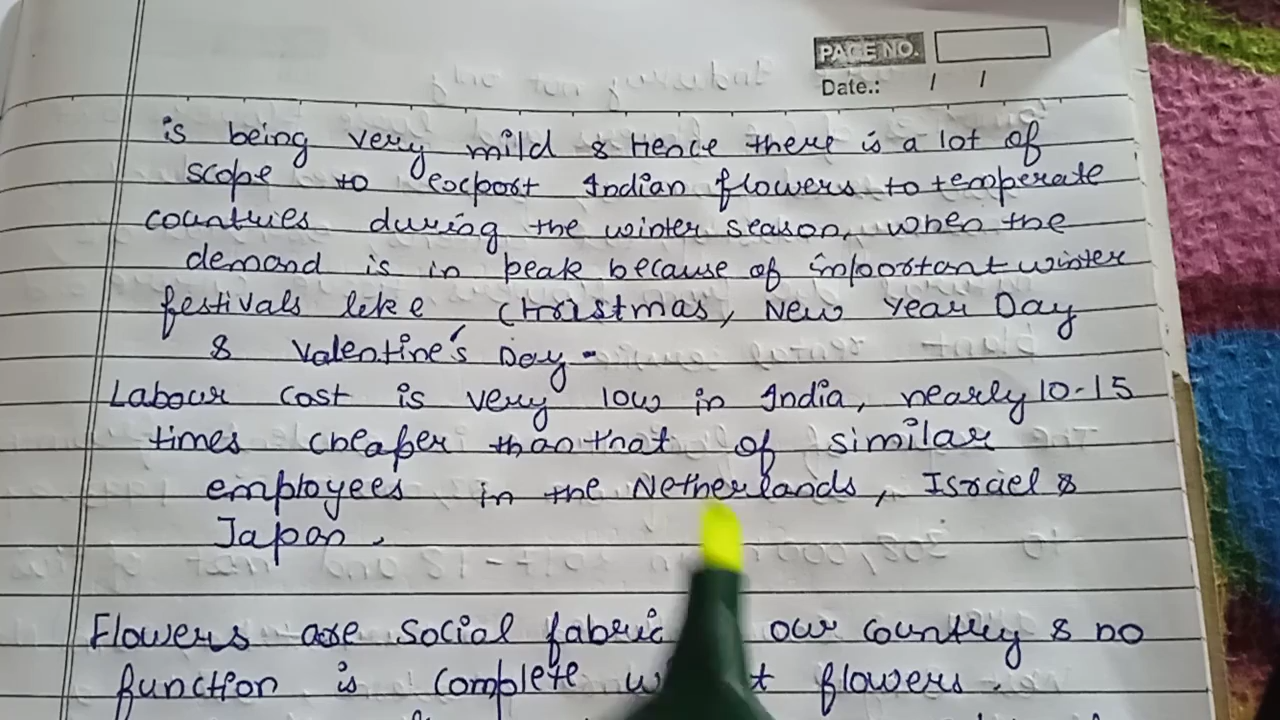 PAGE NO.
Date.: / /
is being very mild & Hence there is a lot of
scope to export Indian flowers to temperate
countries during the winter season, when the
demand is in peak because of important winter
festivals like Christmas, New Year Day
& Valentine's Day.
Labour cost is very low in India, nearly 10-15
times cheaper than that of similar
employees in the Netherlands, Israel &
Japan.
Flowers are social fabric our country & no
function is complete flowers.